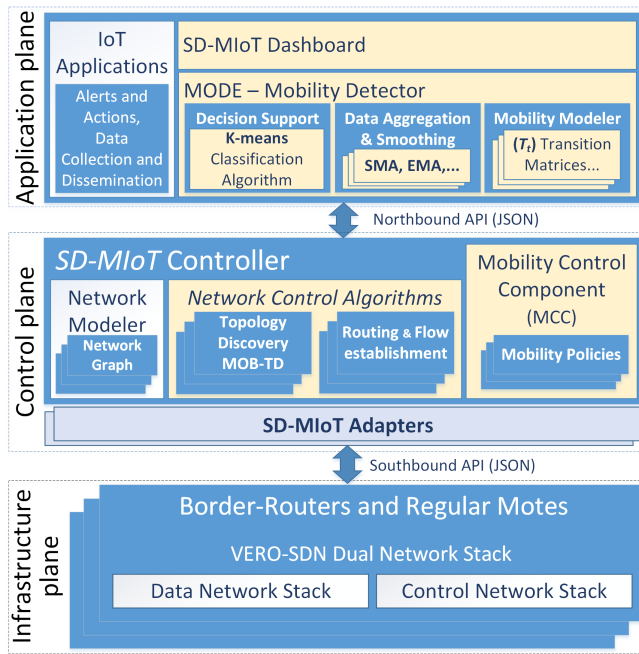 Application plane
IoT
Applications
Alerts and
Actions,
Data
Collection and
Dissemination
SD-MIoT Dashboard
MODE – Mobility Detector
Decision Support
K-means
Classification
Algorithm
Data Aggregation
& Smoothing
SMA, EMA,...
Mobility Modeler
(Tt) Transition
Matrices...
Northbound API (JSON)
Control plane
SD-MIoT Controller
Network
Modeler
Network
Graph
Network Control Algorithms
Topology
Discovery
MOB-TD
Routing & Flow
establishment
Mobility Control
Component
(MCC)
Mobility Policies
SD-MIoT Adapters
Southbound API (JSON)
Infrastructure
plane
Border-Routers and Regular Motes
VERO-SDN Dual Network Stack
Data Network Stack
Control Network Stack